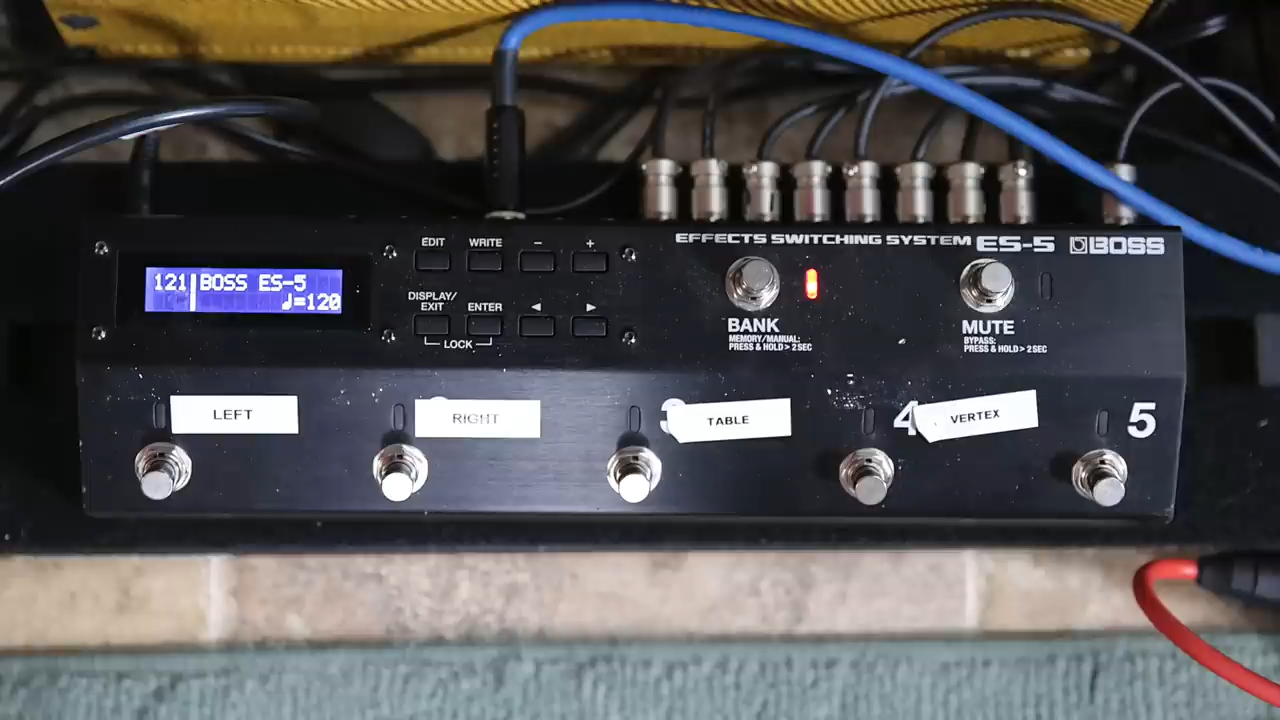 EDIT WRITE - +
EFFECTS SWITCHING SYSTEM ES-5 BOSS
121 BOSS ES-5
♩=120
DISPLAY/
EXIT ENTER ◄ ►
LOCK
BANK
MEMORY/MANUAL:
PRESS & HOLD > 2SEC
MUTE
BYPASS:
PRESS & HOLD > 2SEC
LEFT
RIGHT
TABLE
4 VERTEX
5